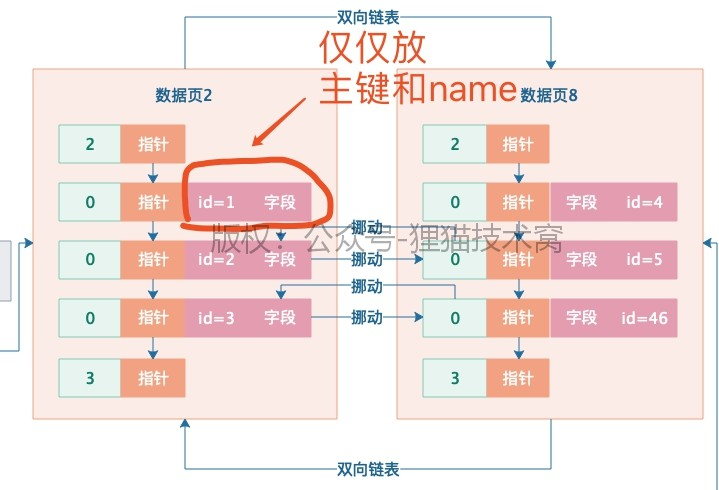 双向链表
仅仅放
主键和name
数据页2
数据页8
2 指针
0 指针 id=1 字段
0 指针 id=2 字段
0 指针 id=3 字段
3 指针
挪动
挪动
挪动
2 指针
0 指针 字段 id=4
0 指针 字段 id=5
0 指针 字段 id=46
3 指针
版权：公众号-狸猫技术窝
双向链表